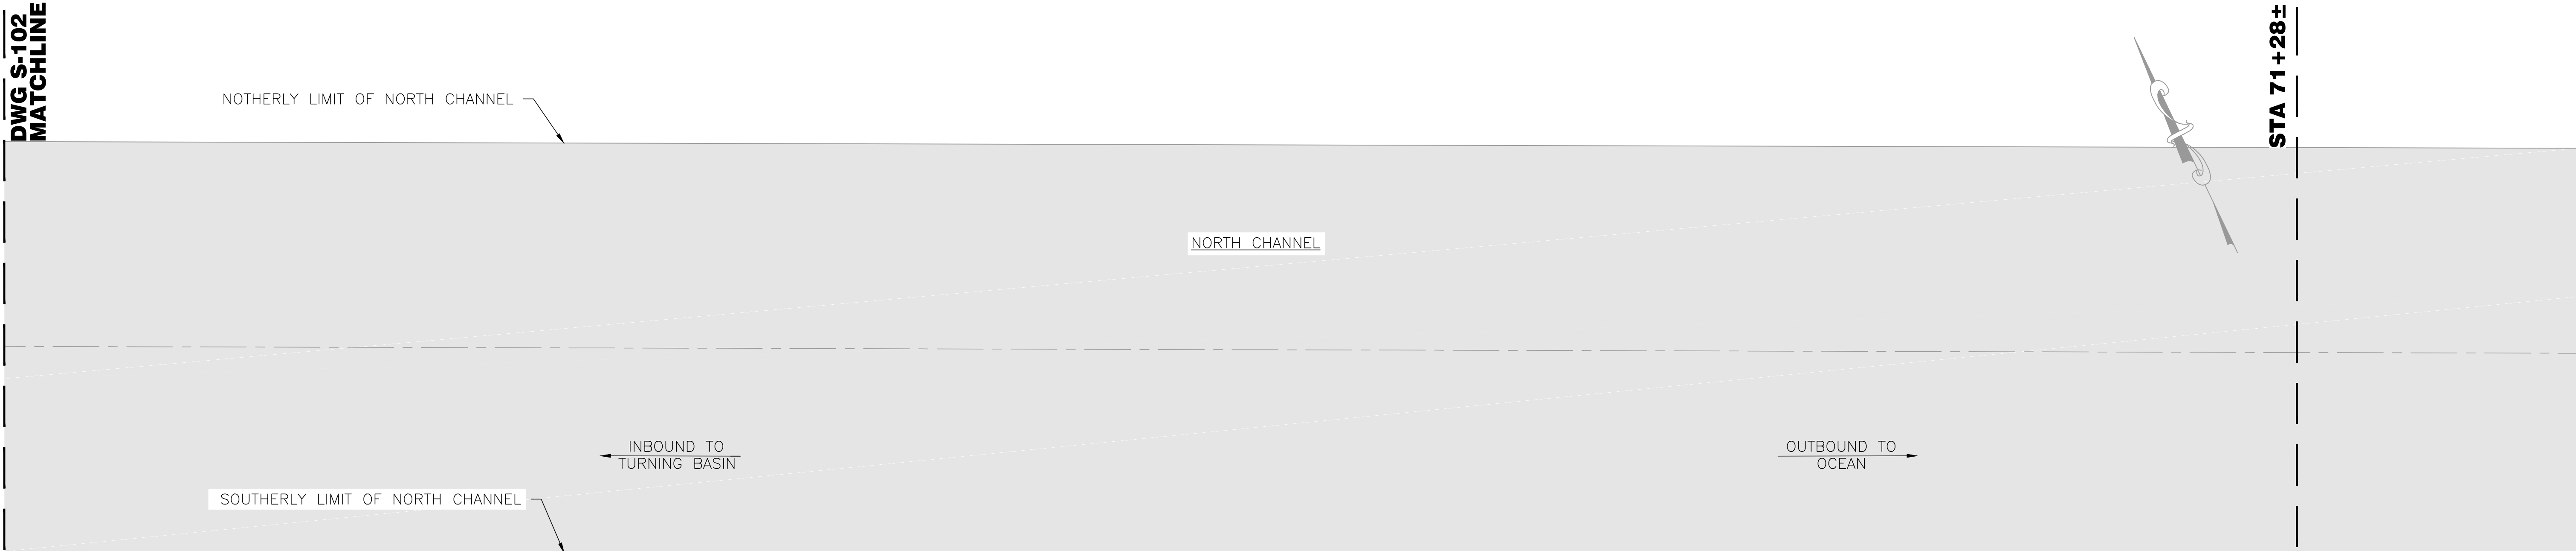 DWG S-102
MATCHLINE
STA 71+28±
NOTHERLY LIMIT OF NORTH CHANNEL
NORTH CHANNEL
INBOUND TO
TURNING BASIN
OUTBOUND TO
OCEAN
SOUTHERLY LIMIT OF NORTH CHANNEL